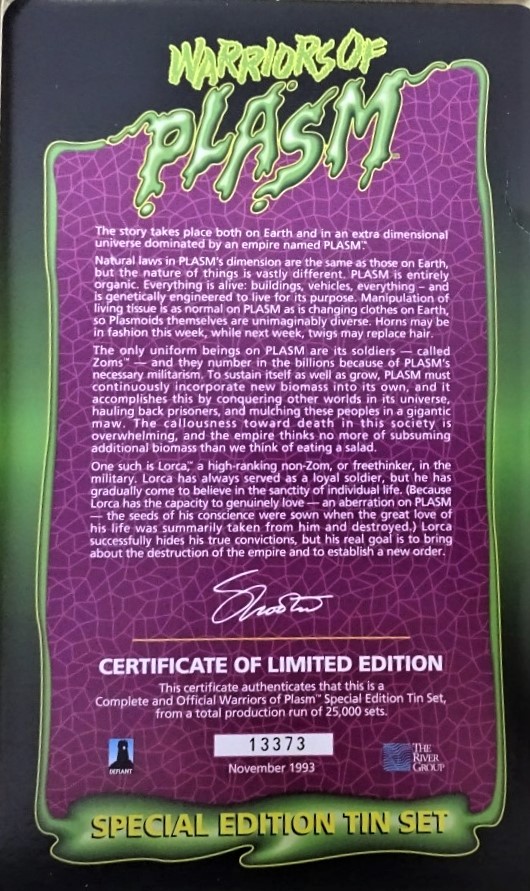 WARRIORS OF
PLASM™
The story takes place both on Earth and in an extra dimensional
universe dominated by an empire named PLASM.™
Natural laws in PLASM's dimension are the same as those on Earth,
but the nature of things is vastly different. PLASM is entirely
organic. Everything is alive: buildings, vehicles, everything – and
is genetically engineered to live for its purpose. Manipulation of
living tissue is as normal on PLASM as is changing clothes on Earth,
so Plasmoids themselves are unimaginably diverse. Horns may be
in fashion this week, while next week, twigs may replace hair.
The only uniform beings on PLASM are its soldiers — called
Zoms™ — and they number in the billions because of PLASM's
necessary militarism. To sustain itself as well as grow, PLASM must
continuously incorporate new biomass into its own, and it
accomplishes this by conquering other worlds in its universe,
hauling back prisoners, and mulching these peoples in a gigantic
maw. The callousness toward death in this society is
overwhelming, and the empire thinks no more of subsuming
additional biomass than we think of eating a salad.
One such is Lorca,™ a high-ranking non-Zom, or freethinker, in the
military. Lorca has always served as a loyal soldier, but he has
gradually come to believe in the sanctity of individual life. (Because
Lorca has the capacity to genuinely love — an aberration on PLASM
— the seeds of his conscience were sown when the great love of
his life was summarily taken from him and destroyed.) Lorca
successfully hides his true convictions, but his real goal is to bring
about the destruction of the empire and to establish a new order.
Shooter
CERTIFICATE OF LIMITED EDITION
This certificate authenticates that this is a
Complete and Official Warriors of Plasm™ Special Edition Tin Set,
from a total production run of 25,000 sets.
13373
November 1993
DEFIANT
THE
RIVER
GROUP
SPECIAL EDITION TIN SET